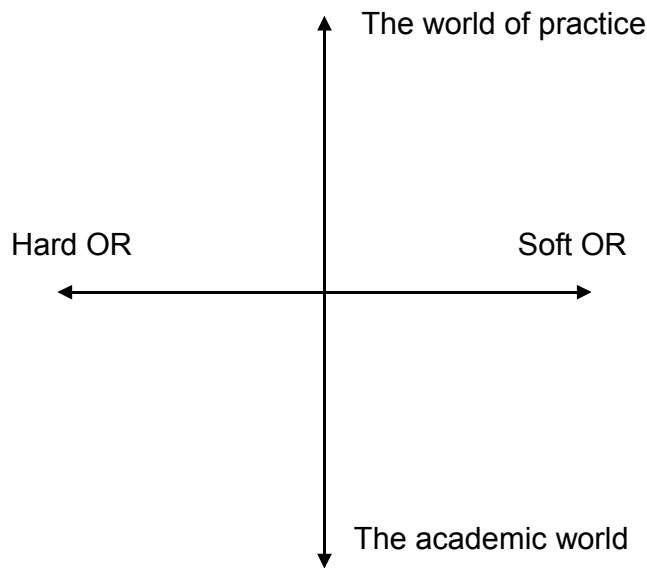 The world of practice
Hard OR
Soft OR
The academic world